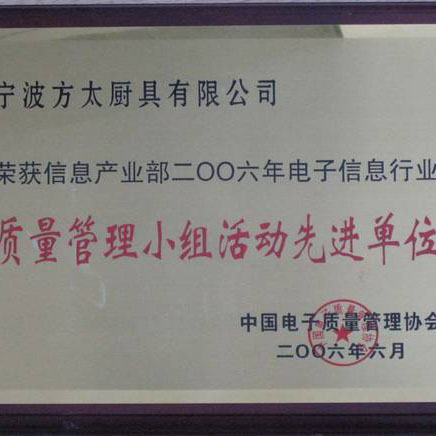 宁波方太厨具有限公司
荣获信息产业部二〇〇六年电子信息行业
质量管理小组活动先进单位
中国电子质量管理协会
二〇〇六年六月